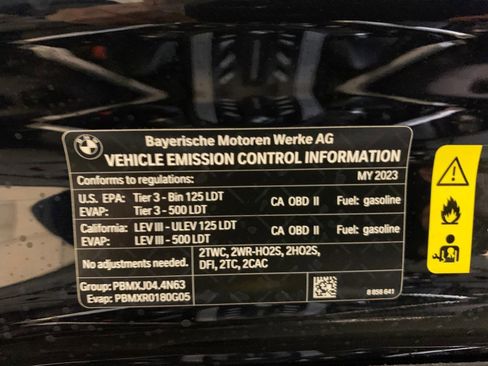 BMW
Bayerische Motoren Werke AG
VEHICLE EMISSION CONTROL INFORMATION
Conforms to regulations: MY 2023
U.S. EPA: Tier 3 - Bin 125 LDT CA OBD II Fuel: gasoline
EVAP: Tier 3 - 500 LDT
California: LEV III - ULEV 125 LDT CA OBD II Fuel: gasoline
EVAP: LEV III - 500 LDT
No adjustments needed. 2TWC, 2WR-HO2S, 2HO2S,
DFI, 2TC, 2CAC
Group: PBMXJ04.4N63
Evap: PBMXR0180G05
8 858 641